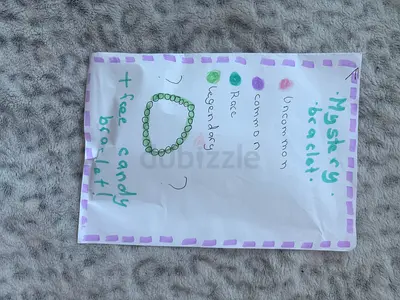 ·Mystery·
·braclet·
Uncommon
common
Rare
legendary
? ?
+ free candy
braclet!
dubizzle